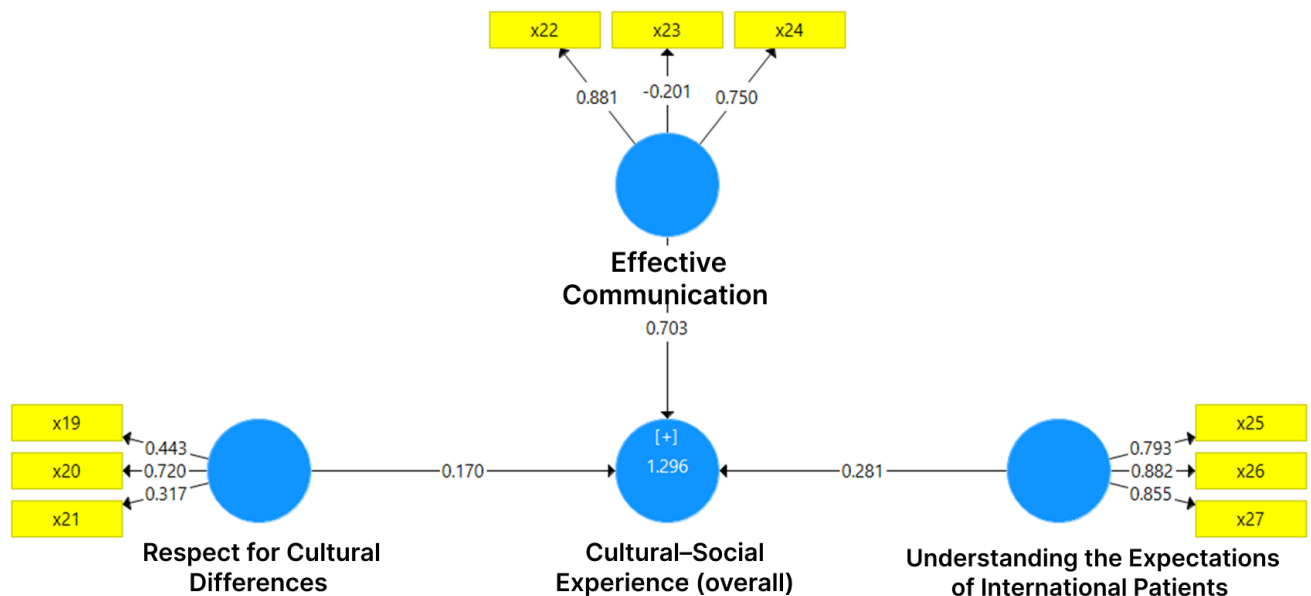 x22
x23
x24
0.881
-0.201
0.750
Effective
Communication
0.703
x19
x20
x21
0.443
0.720
0.317
0.170
[+]
1.296
0.281
0.793
0.882
0.855
x25
x26
x27
Respect for Cultural
Differences
Cultural–Social
Experience (overall)
Understanding the Expectations
of International Patients